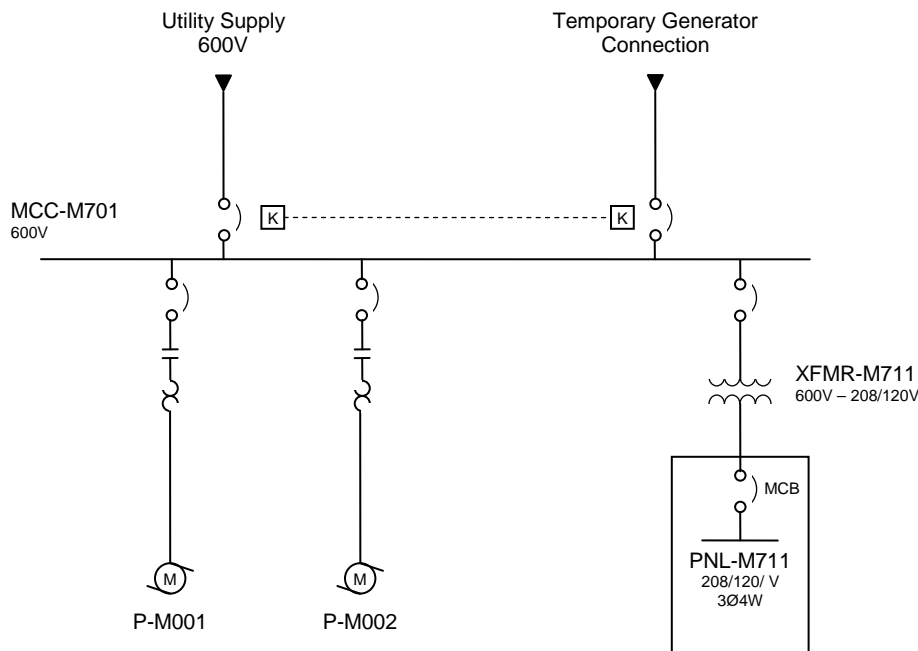 Utility Supply
600V
Temporary Generator
Connection
MCC-M701
600V
K
K
XFMR-M711
600V – 208/120V
MCB
PNL-M711
208/120/ V
3Ø4W
M
P-M001
M
P-M002